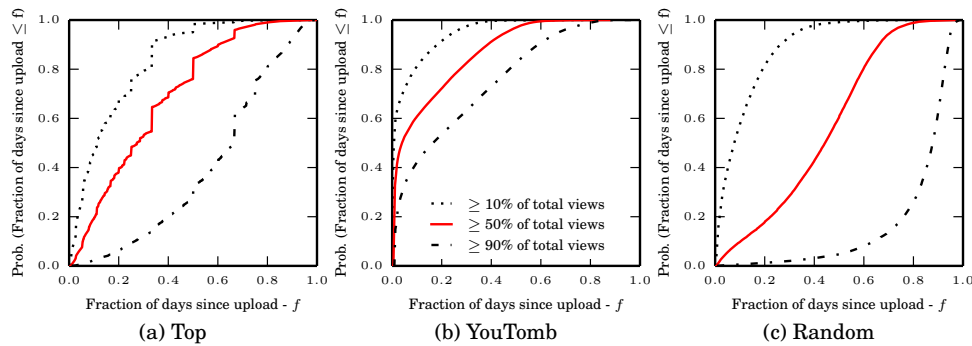 Prob. (Fraction of days since upload ≤ f)
1.0
0.8
0.6
0.4
0.2
0.0
0.0 0.2 0.4 0.6 0.8 1.0
Fraction of days since upload - f
(a) Top
Prob. (Fraction of days since upload ≤ f)
1.0
0.8
0.6
0.4
0.2
0.0
≥ 10% of total views
≥ 50% of total views
≥ 90% of total views
0.0 0.2 0.4 0.6 0.8 1.0
Fraction of days since upload - f
(b) YouTomb
Prob. (Fraction of days since upload ≤ f)
1.0
0.8
0.6
0.4
0.2
0.0
0.0 0.2 0.4 0.6 0.8 1.0
Fraction of days since upload - f
(c) Random